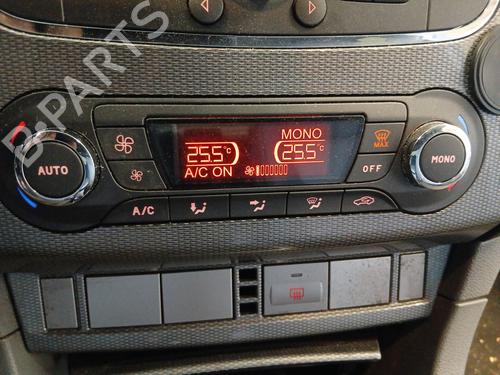 B-PARTS
AUTO
25.5°C
MONO
25.5°C
A/C ON
MAX
OFF
MONO
A/C